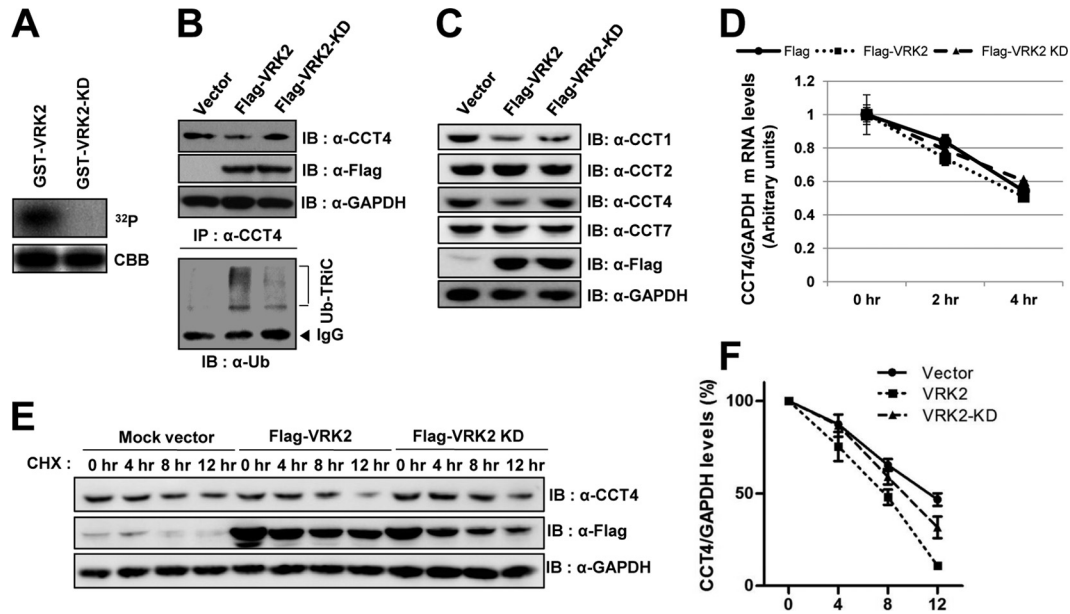 A
GST-VRK2
GST-VRK2-KD
32P
CBB
B
Vector
Flag-VRK2
Flag-VRK2-KD
IB : α-CCT4
IB : α-Flag
IB : α-GAPDH
IP : α-CCT4
Ub-TRiC
IgG
IB : α-Ub
C
Vector
Flag-VRK2
Flag-VRK2-KD
IB: α-CCT1
IB: α-CCT2
IB: α-CCT4
IB: α-CCT7
IB: α-Flag
IB: α-GAPDH
D
Flag
Flag-VRK2
Flag-VRK2 KD
CCT4/GAPDH m RNA levels
(Arbitrary units)
1.2
1
0.8
0.6
0.4
0.2
0
0 hr 2 hr 4 hr
E
Mock vector Flag-VRK2 Flag-VRK2 KD
CHX : 0 hr 4 hr 8 hr 12 hr 0 hr 4 hr 8 hr 12 hr 0 hr 4 hr 8 hr 12 hr
IB : α-CCT4
IB : α-Flag
IB : α-GAPDH
F
Vector
VRK2
VRK2-KD
CCT4/GAPDH levels (%)
100
50
0
0 4 8 12